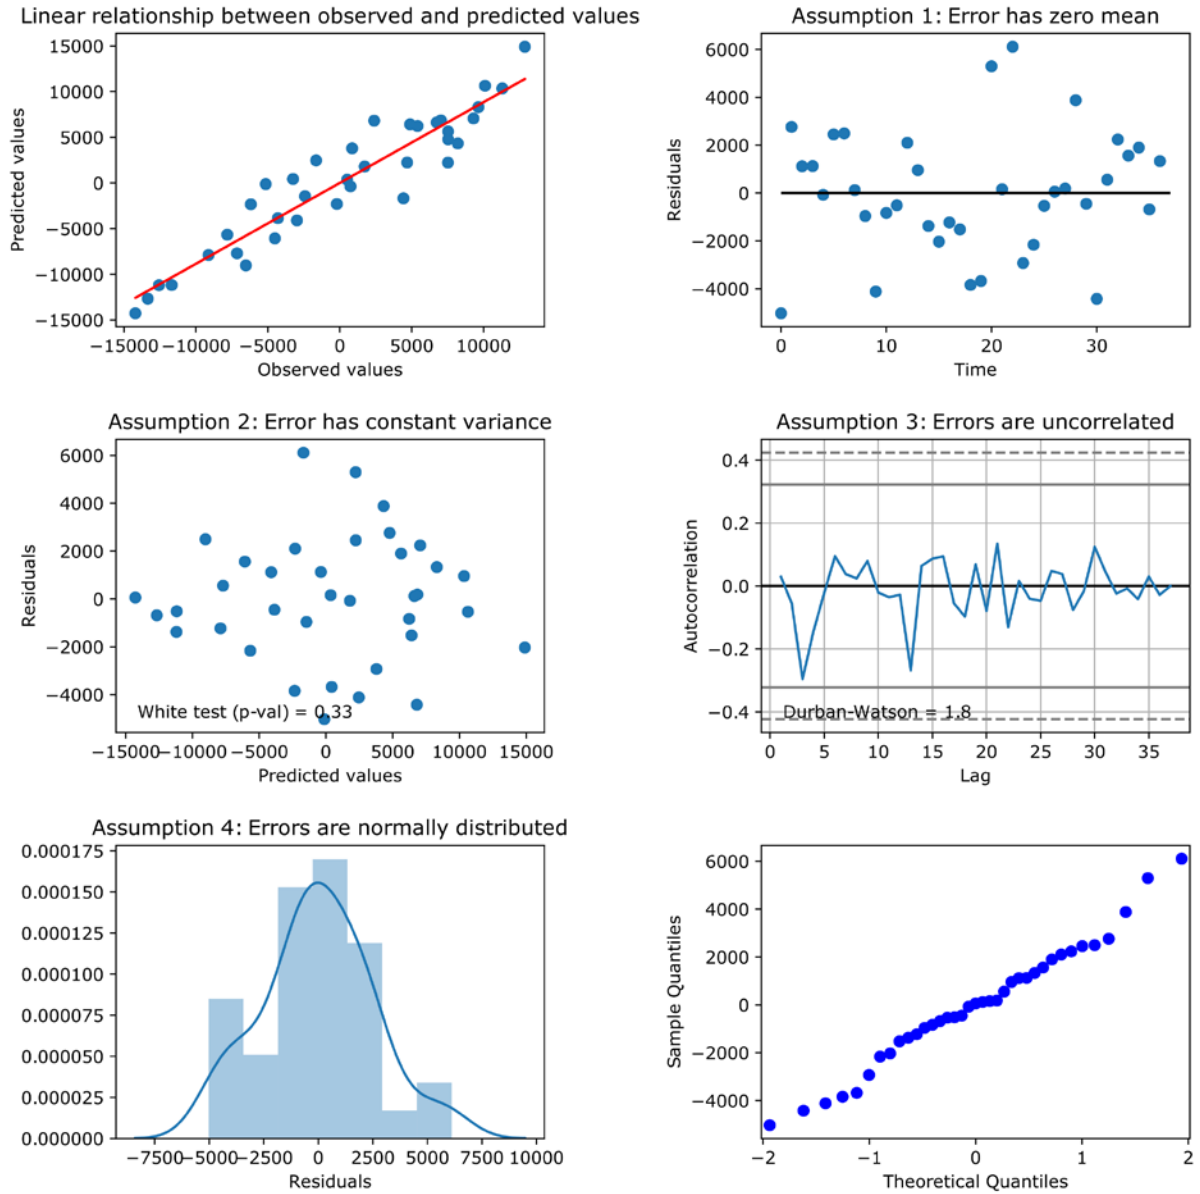 Linear relationship between observed and predicted values
15000
10000
5000
0
−5000
−10000
−15000
Predicted values
−15000 −10000 −5000 0 5000 10000
Observed values
Assumption 1: Error has zero mean
6000
4000
2000
0
−2000
−4000
Residuals
0 10 20 30
Time
Assumption 2: Error has constant variance
6000
4000
2000
0
−2000
−4000
Residuals
White test (p-val) = 0.33
−15000 −10000 −5000 0 5000 10000 15000
Predicted values
Assumption 3: Errors are uncorrelated
0.4
0.2
0.0
−0.2
−0.4
Autocorrelation
Durban-Watson = 1.8
0 5 10 15 20 25 30 35
Lag
Assumption 4: Errors are normally distributed
0.000175
0.000150
0.000125
0.000100
0.000075
0.000050
0.000025
0.000000
−7500 −5000 −2500 0 2500 5000 7500 10000
Residuals
6000
4000
2000
0
−2000
−4000
Sample Quantiles
−2 −1 0 1 2
Theoretical Quantiles